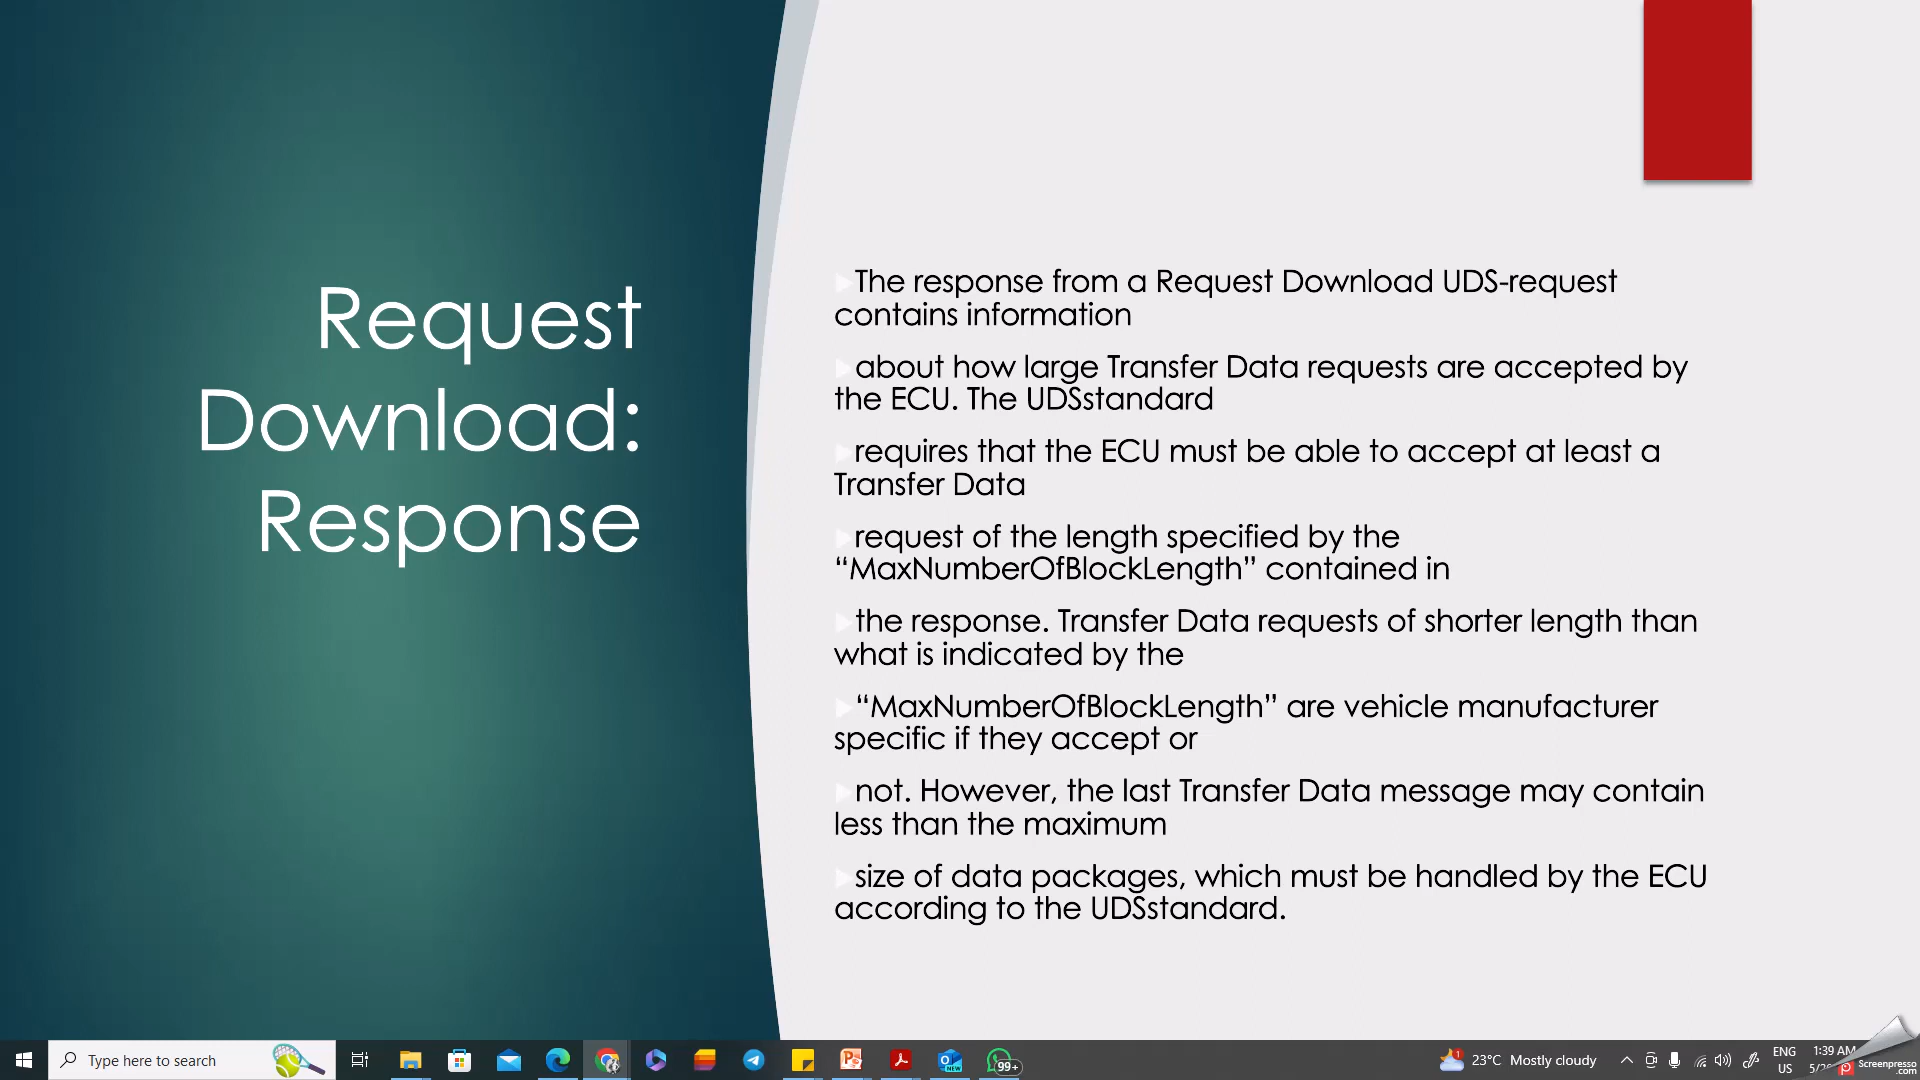 Request
Download:
Response
The response from a Request Download UDS-request
contains information
about how large Transfer Data requests are accepted by
the ECU. The UDSstandard
requires that the ECU must be able to accept at least a
Transfer Data
request of the length specified by the
“MaxNumberOfBlockLength” contained in
the response. Transfer Data requests of shorter length than
what is indicated by the
“MaxNumberOfBlockLength” are vehicle manufacturer
specific if they accept or
not. However, the last Transfer Data message may contain
less than the maximum
size of data packages, which must be handled by the ECU
according to the UDSstandard.
Type here to search
NEW
99+
1
23°C Mostly cloudy
ENG
US
1:39 AM
Screenpresso
.com